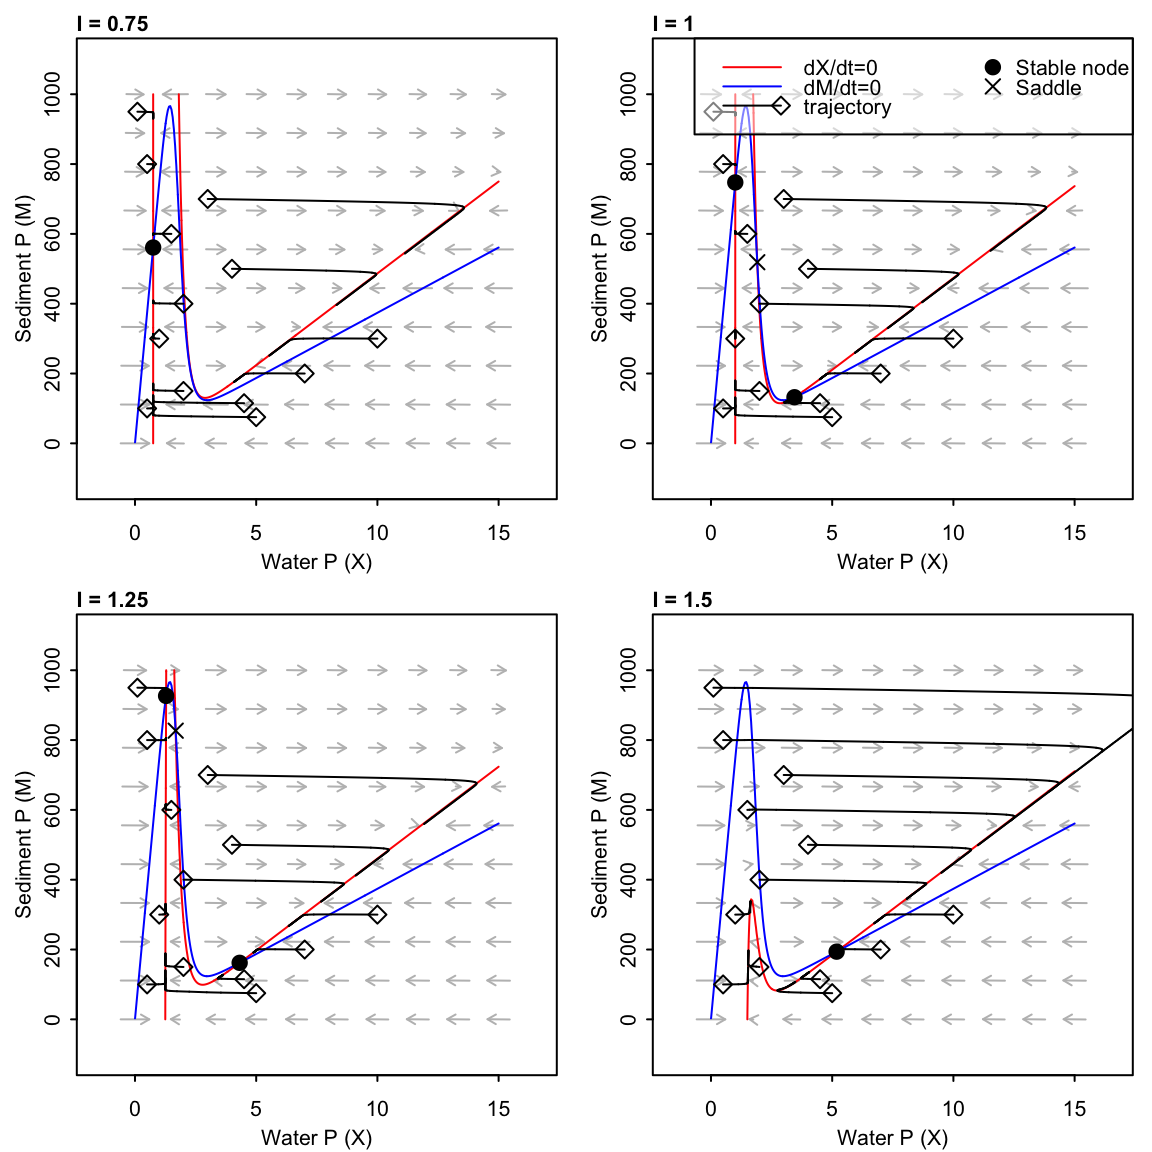 I = 0.75
Sediment P (M)
0 200 400 600 800 1000
0 5 10 15
Water P (X)
I = 1
dX/dt=0
dM/dt=0
trajectory
Stable node
Saddle
Sediment P (M)
0 200 400 600 800 1000
0 5 10 15
Water P (X)
I = 1.25
Sediment P (M)
0 200 400 600 800 1000
0 5 10 15
Water P (X)
I = 1.5
Sediment P (M)
0 200 400 600 800 1000
0 5 10 15
Water P (X)